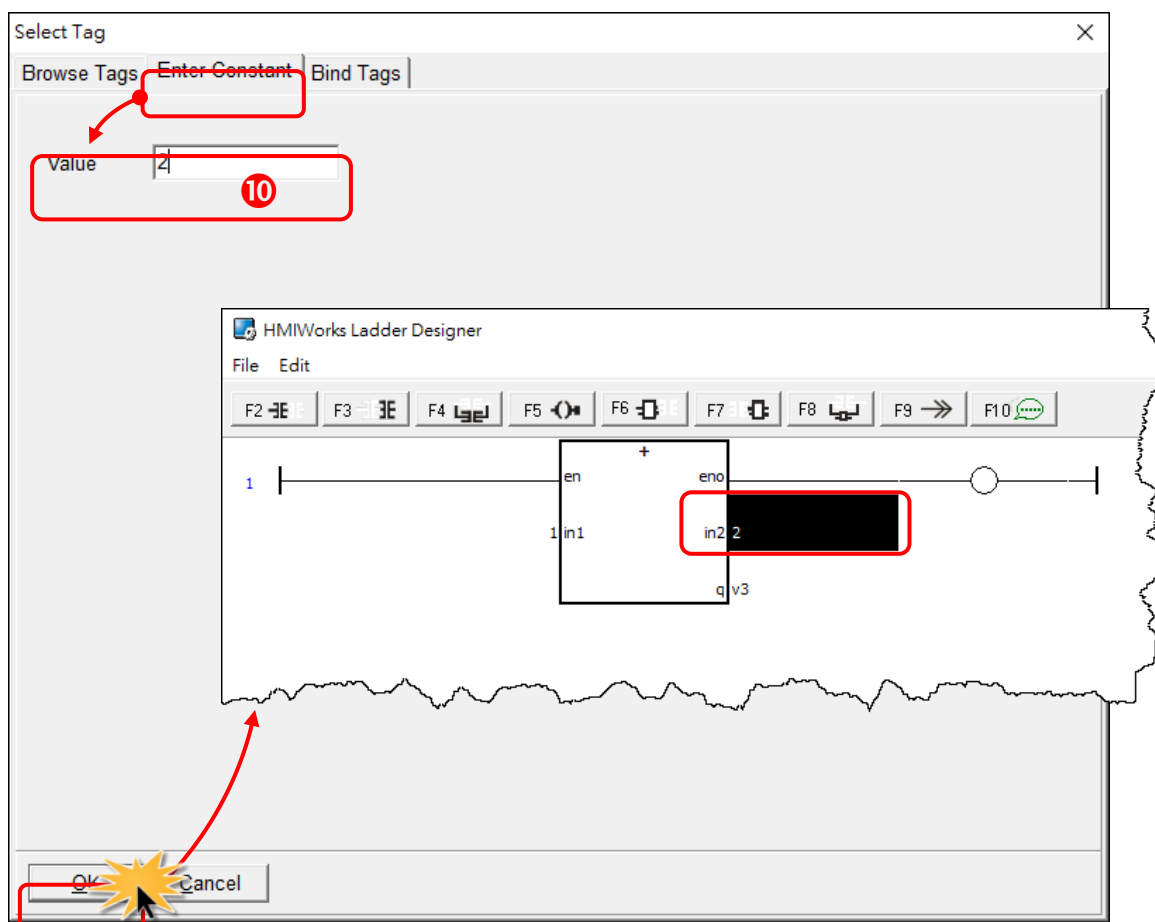 Select Tag
Browse Tags Enter Constant Bind Tags
Value 2
10
HMIWorks Ladder Designer
File Edit
F2 F3 F4 F5 F6 F7 F8 F9 F10
+
1 en eno
1 in1 in2 2
q v3
OK Cancel